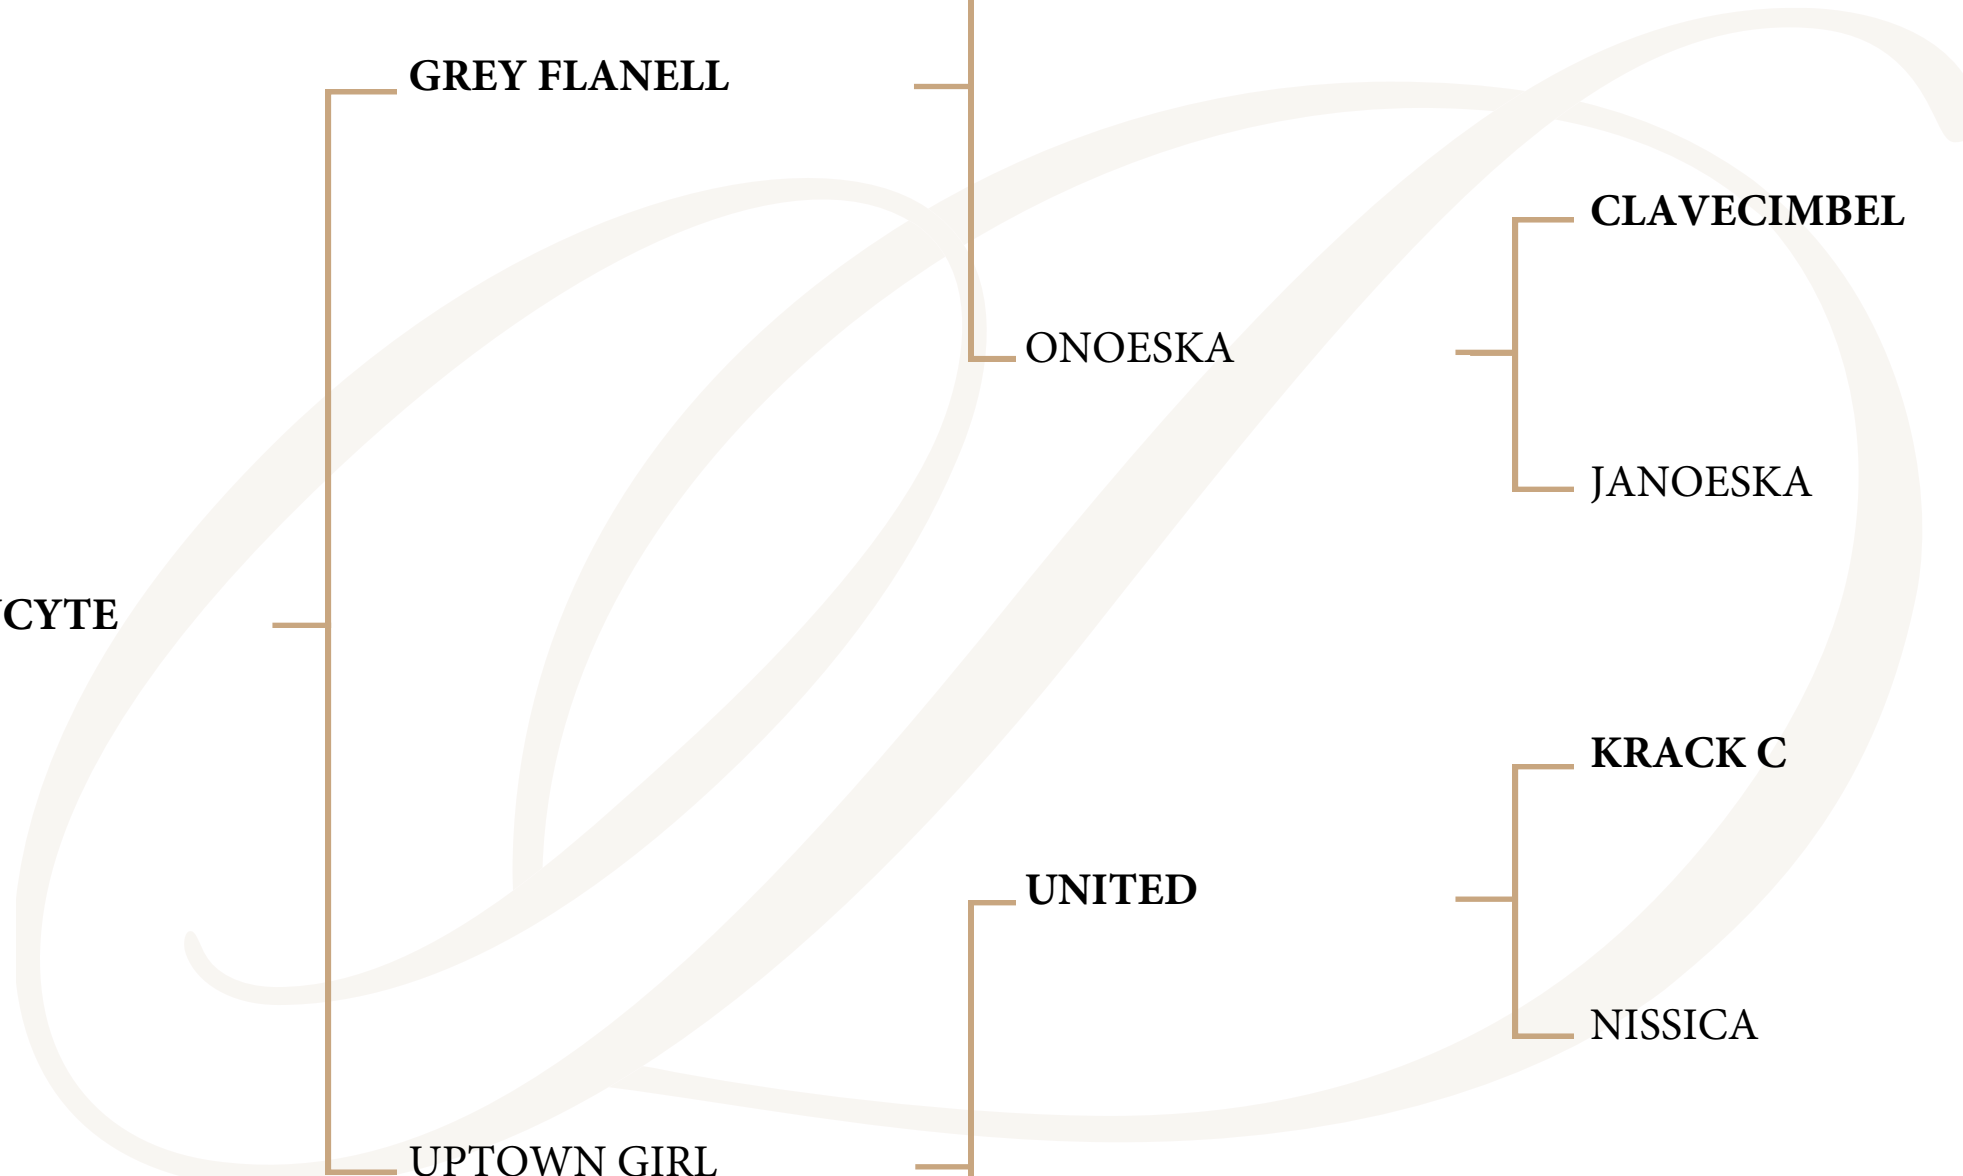 GREY FLANELL
CLAVECIMBEL
ONOESKA
JANOESKA
CYTE
KRACK C
UNITED
NISSICA
UPTOWN GIRL